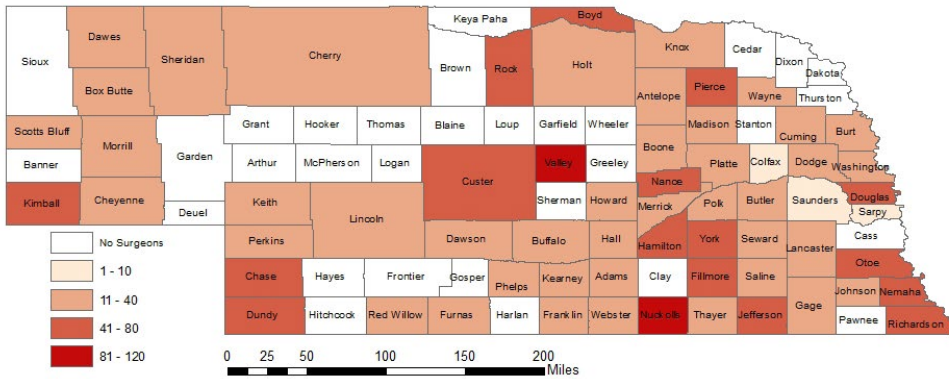 Keya Paha Boyd
Dawes Sheridan Cherry Knox Cedar
Sioux Brown Rock Holt Dixon
Box Butte Antelope Pierce Wayne Dakota
Thurston
Scotts Bluff Morrill Garden Grant Hooker Thomas Blaine Loup Garfield Wheeler Madison Stanton Cuming Burt
Banner Arthur McPherson Logan Custer Valley Greeley Boone Platte Colfax Dodge Washington
Kimball Cheyenne Deuel Keith Lincoln Sherman Howard Nance Merrick Polk Butler Saunders Douglas
Sarpy
Perkins Dawson Buffalo Hall Hamilton York Seward Lancaster Cass
Chase Hayes Frontier Gosper Phelps Kearney Adams Clay Fillmore Saline Otoe
Dundy Hitchcock Red Willow Furnas Harlan Franklin Webster Nuckolls Thayer Jefferson Gage Johnson Nemaha
Pawnee Richardson
No Surgeons
1 - 10
11 - 40
41 - 80
81 - 120
0 25 50 100 150 200
Miles